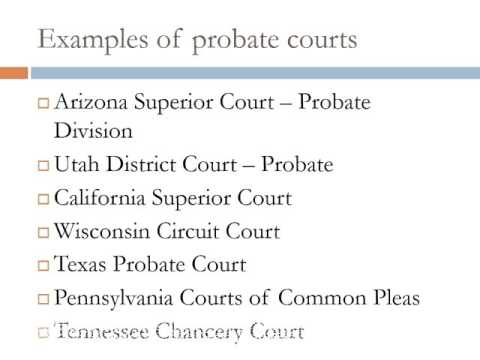 Examples of probate courts
Arizona Superior Court – Probate
Division
Utah District Court – Probate
California Superior Court
Wisconsin Circuit Court
Texas Probate Court
Pennsylvania Courts of Common Pleas
Tennessee Chancery Court